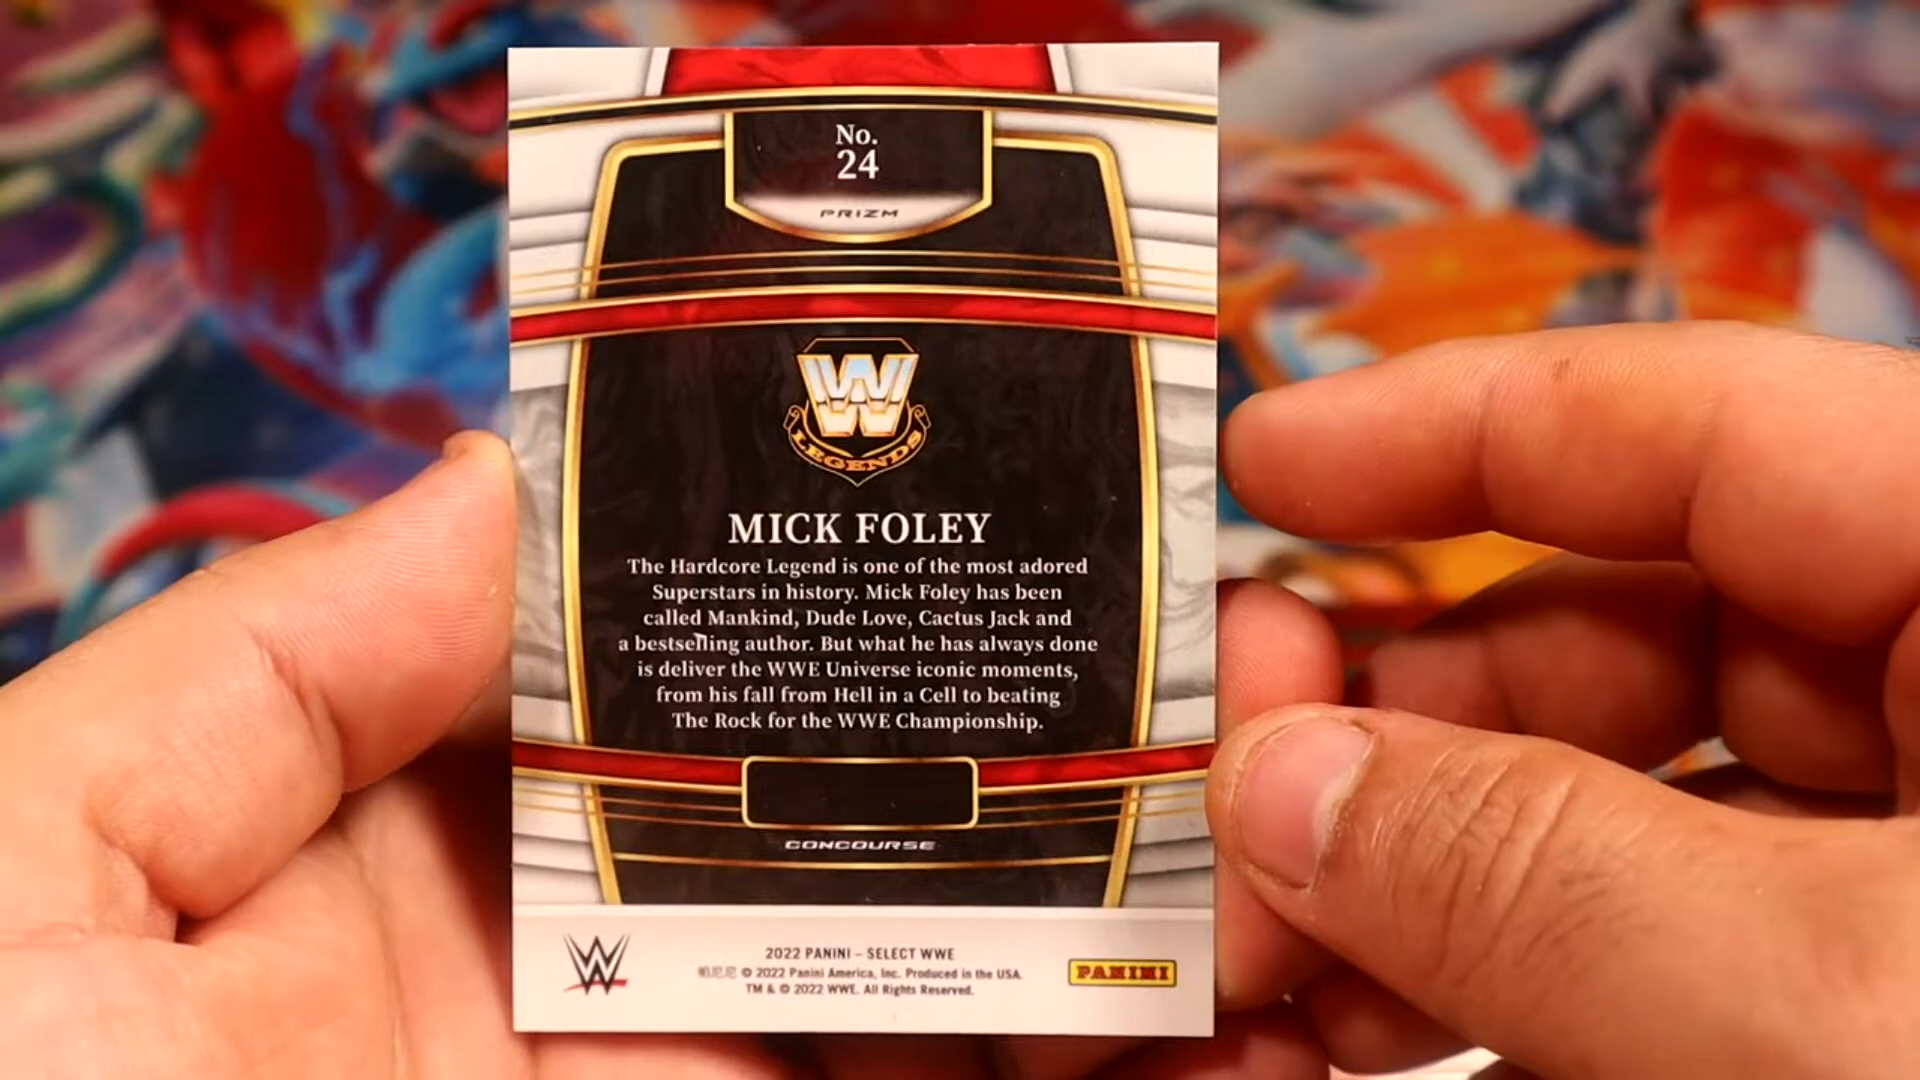 No.
24
PRIZM
W
LEGENDS
MICK FOLEY
The Hardcore Legend is one of the most adored
Superstars in history. Mick Foley has been
called Mankind, Dude Love, Cactus Jack and
a bestselling author. But what he has always done
is deliver the WWE Universe iconic moments,
from his fall from Hell in a Cell to beating
The Rock for the WWE Championship.
CONCOURSE
W
2022 PANINI – SELECT WWE
© 2022 Panini America, Inc. Produced in the USA.
TM & © 2022 WWE. All Rights Reserved.
PANINI